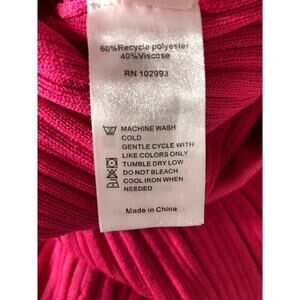 60%Recycle polyester
40%Viscose
RN 102993
MACHINE WASH
COLD
GENTLE CYCLE WITH
LIKE COLORS ONLY
TUMBLE DRY LOW
DO NOT BLEACH
COOL IRON WHEN
NEEDED
Made in China